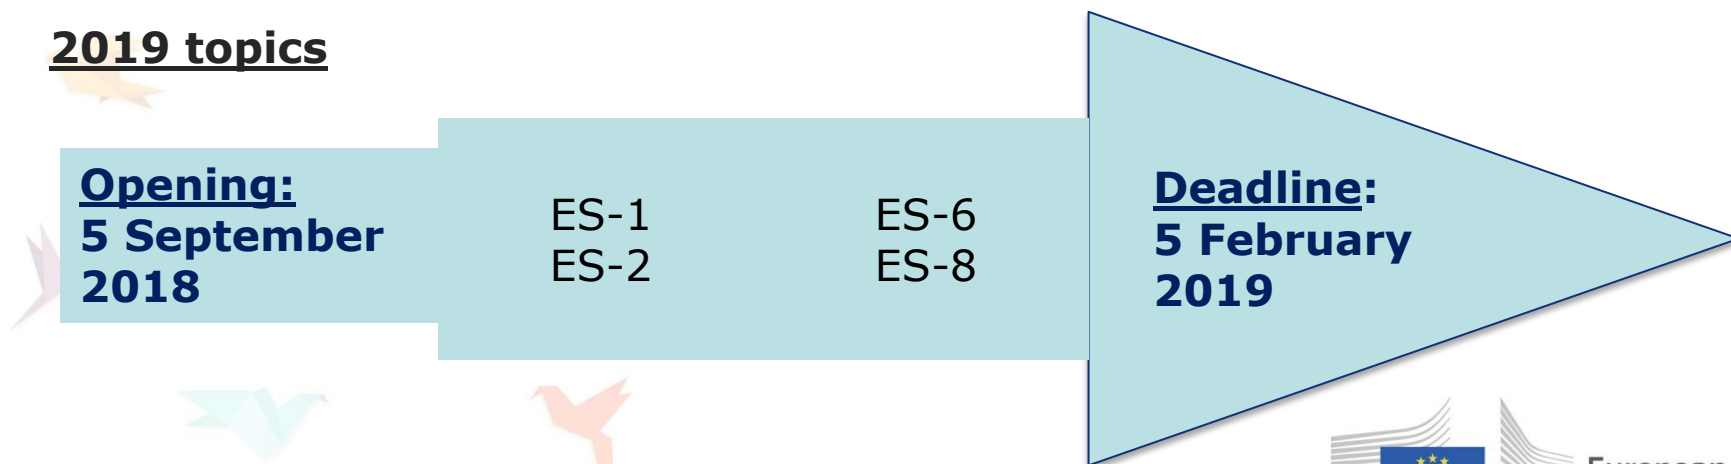 2019 topics
Opening:
5 September
2018
ES-1
ES-2
ES-6
ES-8
Deadline:
5 February
2019